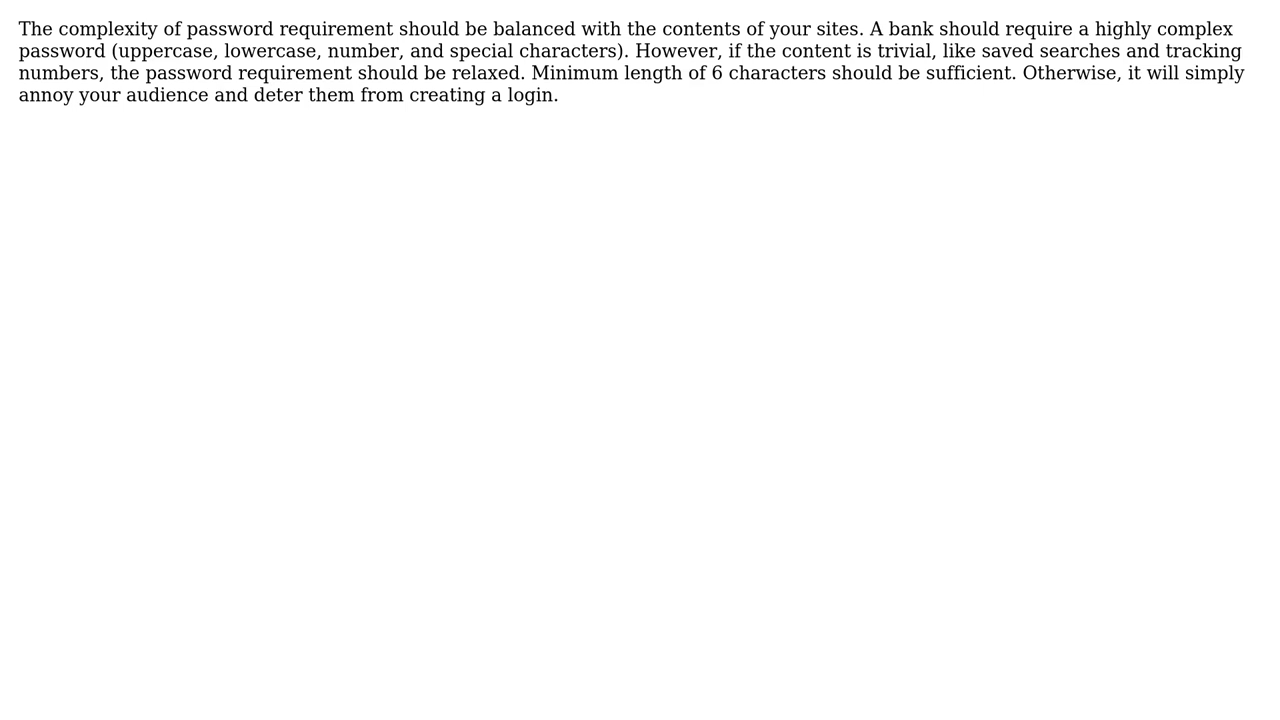 The complexity of password requirement should be balanced with the contents of your sites. A bank should require a highly complex
password (uppercase, lowercase, number, and special characters). However, if the content is trivial, like saved searches and tracking
numbers, the password requirement should be relaxed. Minimum length of 6 characters should be sufficient. Otherwise, it will simply
annoy your audience and deter them from creating a login.